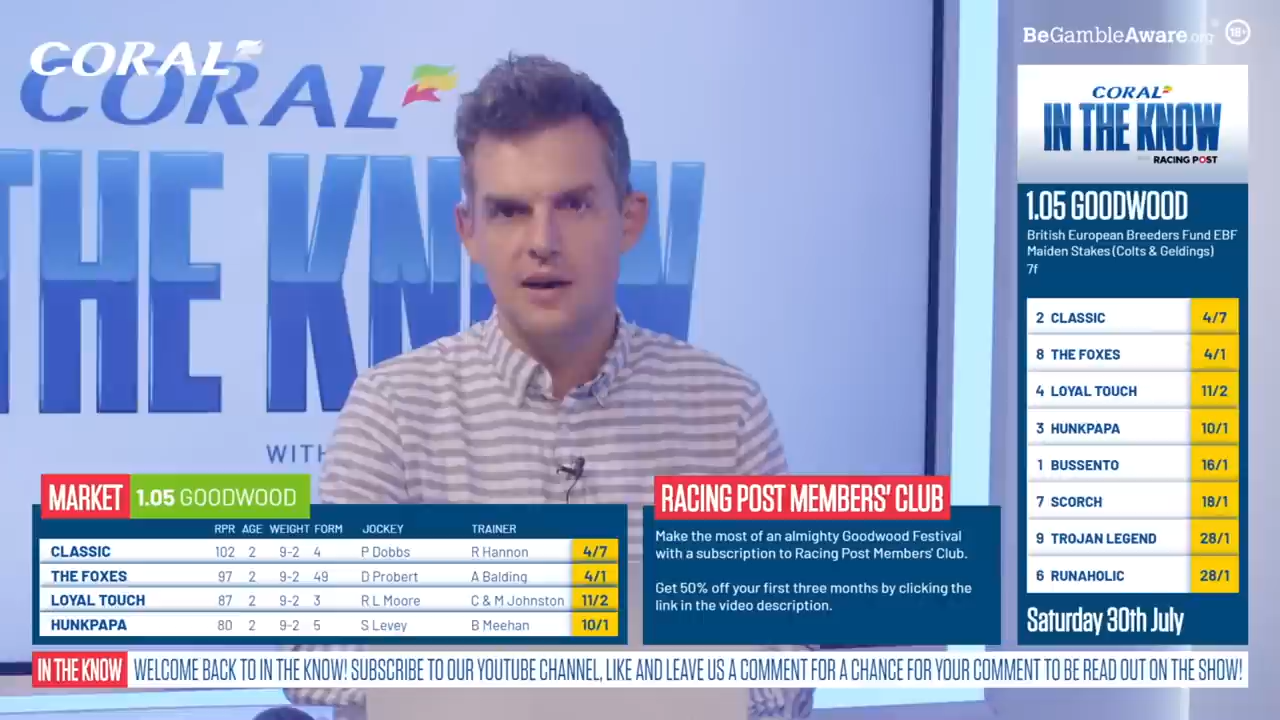 CORAL
CORAL
THE KNOW
WITH
BeGambleAware.org 18+
CORAL
IN THE KNOW
WITH RACING POST
1.05 GOODWOOD
British European Breeders Fund EBF
Maiden Stakes (Colts & Geldings)
7f
2 CLASSIC 4/7
8 THE FOXES 4/1
4 LOYAL TOUCH 11/2
3 HUNKPAPA 10/1
1 BUSSENTO 16/1
7 SCORCH 18/1
9 TROJAN LEGEND 28/1
6 RUNAHOLIC 28/1
Saturday 30th July
MARKET 1.05 GOODWOOD
RPR AGE WEIGHT FORM JOCKEY TRAINER
CLASSIC 102 2 9-2 4 P Dobbs R Hannon 4/7
THE FOXES 97 2 9-2 49 D Probert A Balding 4/1
LOYAL TOUCH 87 2 9-2 3 R L Moore C & M Johnston 11/2
HUNKPAPA 80 2 9-2 5 S Levey B Meehan 10/1
RACING POST MEMBERS' CLUB
Make the most of an almighty Goodwood Festival
with a subscription to Racing Post Members' Club.
Get 50% off your first three months by clicking the
link in the video description.
IN THE KNOW WELCOME BACK TO IN THE KNOW! SUBSCRIBE TO OUR YOUTUBE CHANNEL, LIKE AND LEAVE US A COMMENT FOR A CHANCE FOR YOUR COMMENT TO BE READ OUT ON THE SHOW!